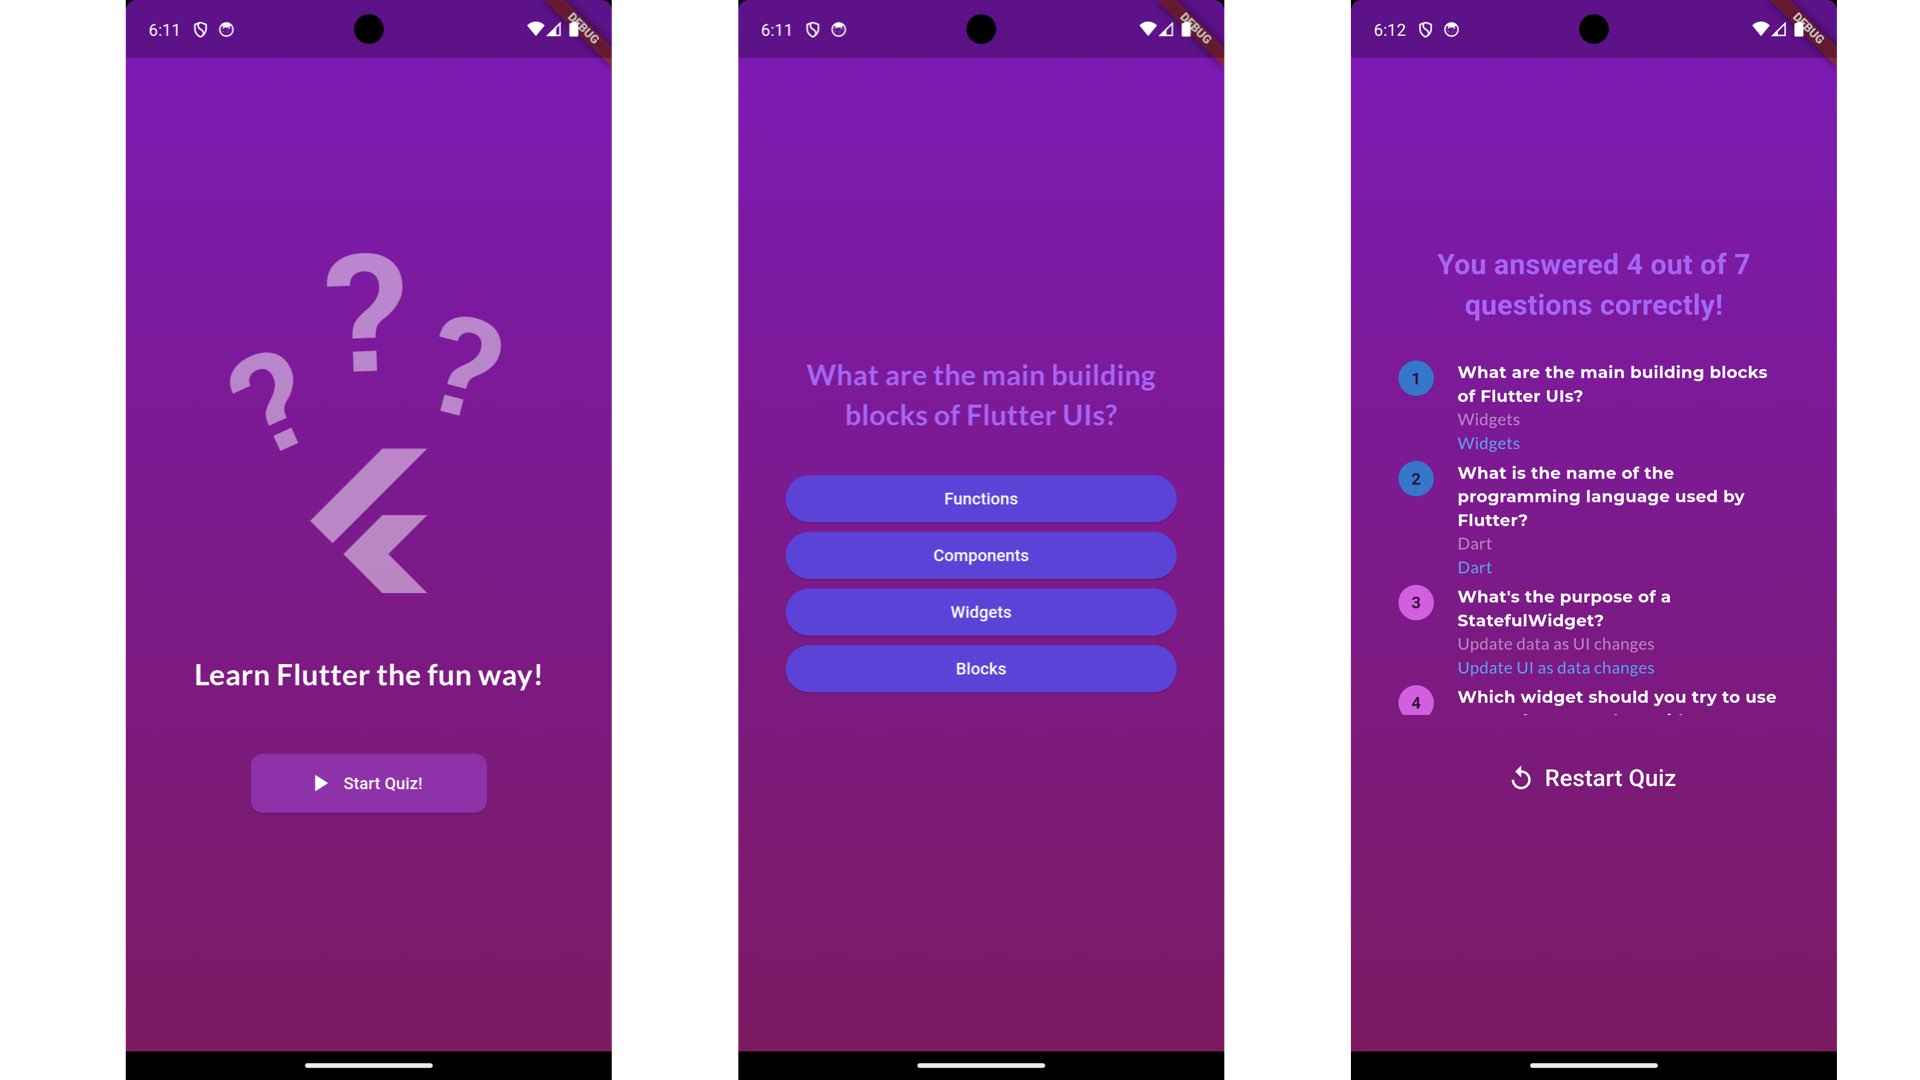 6:11
DEBUG
? ? ?
Learn Flutter the fun way!
Start Quiz!
6:11
DEBUG
What are the main building
blocks of Flutter UIs?
Functions
Components
Widgets
Blocks
6:12
DEBUG
You answered 4 out of 7
questions correctly!
1
What are the main building blocks
of Flutter UIs?
Widgets
Widgets
2
What is the name of the
programming language used by
Flutter?
Dart
Dart
3
What's the purpose of a
StatefulWidget?
Update data as UI changes
Update UI as data changes
4
Which widget should you try to use
Restart Quiz